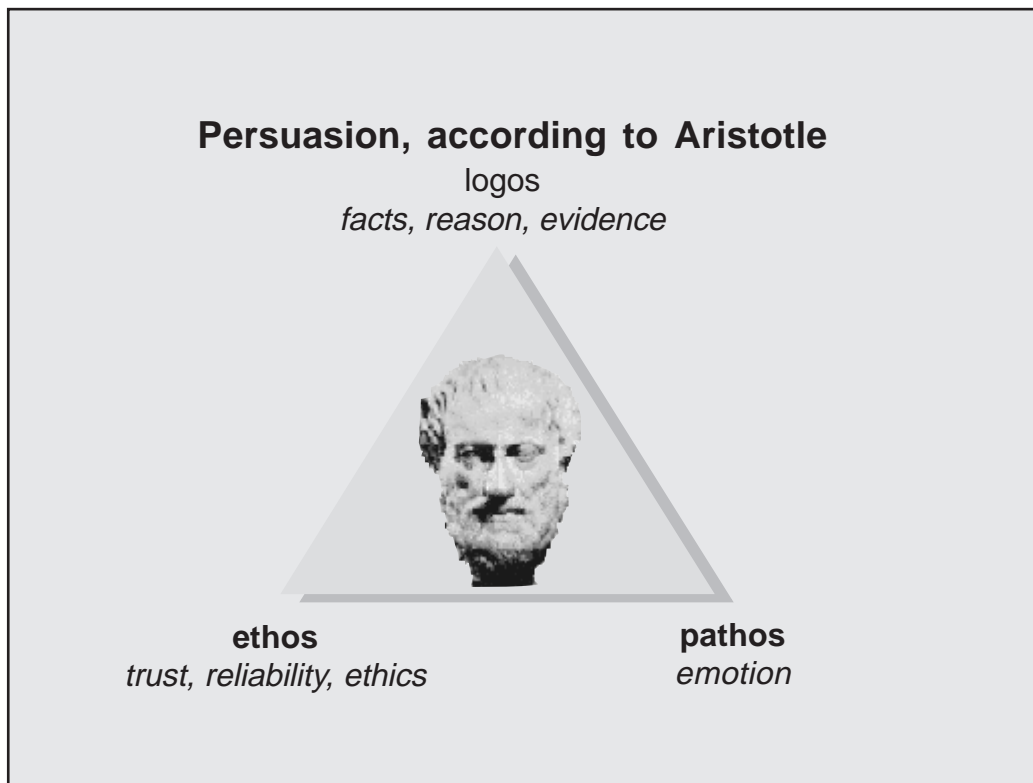 Persuasion, according to Aristotle
logos
facts, reason, evidence
ethos
trust, reliability, ethics
pathos
emotion